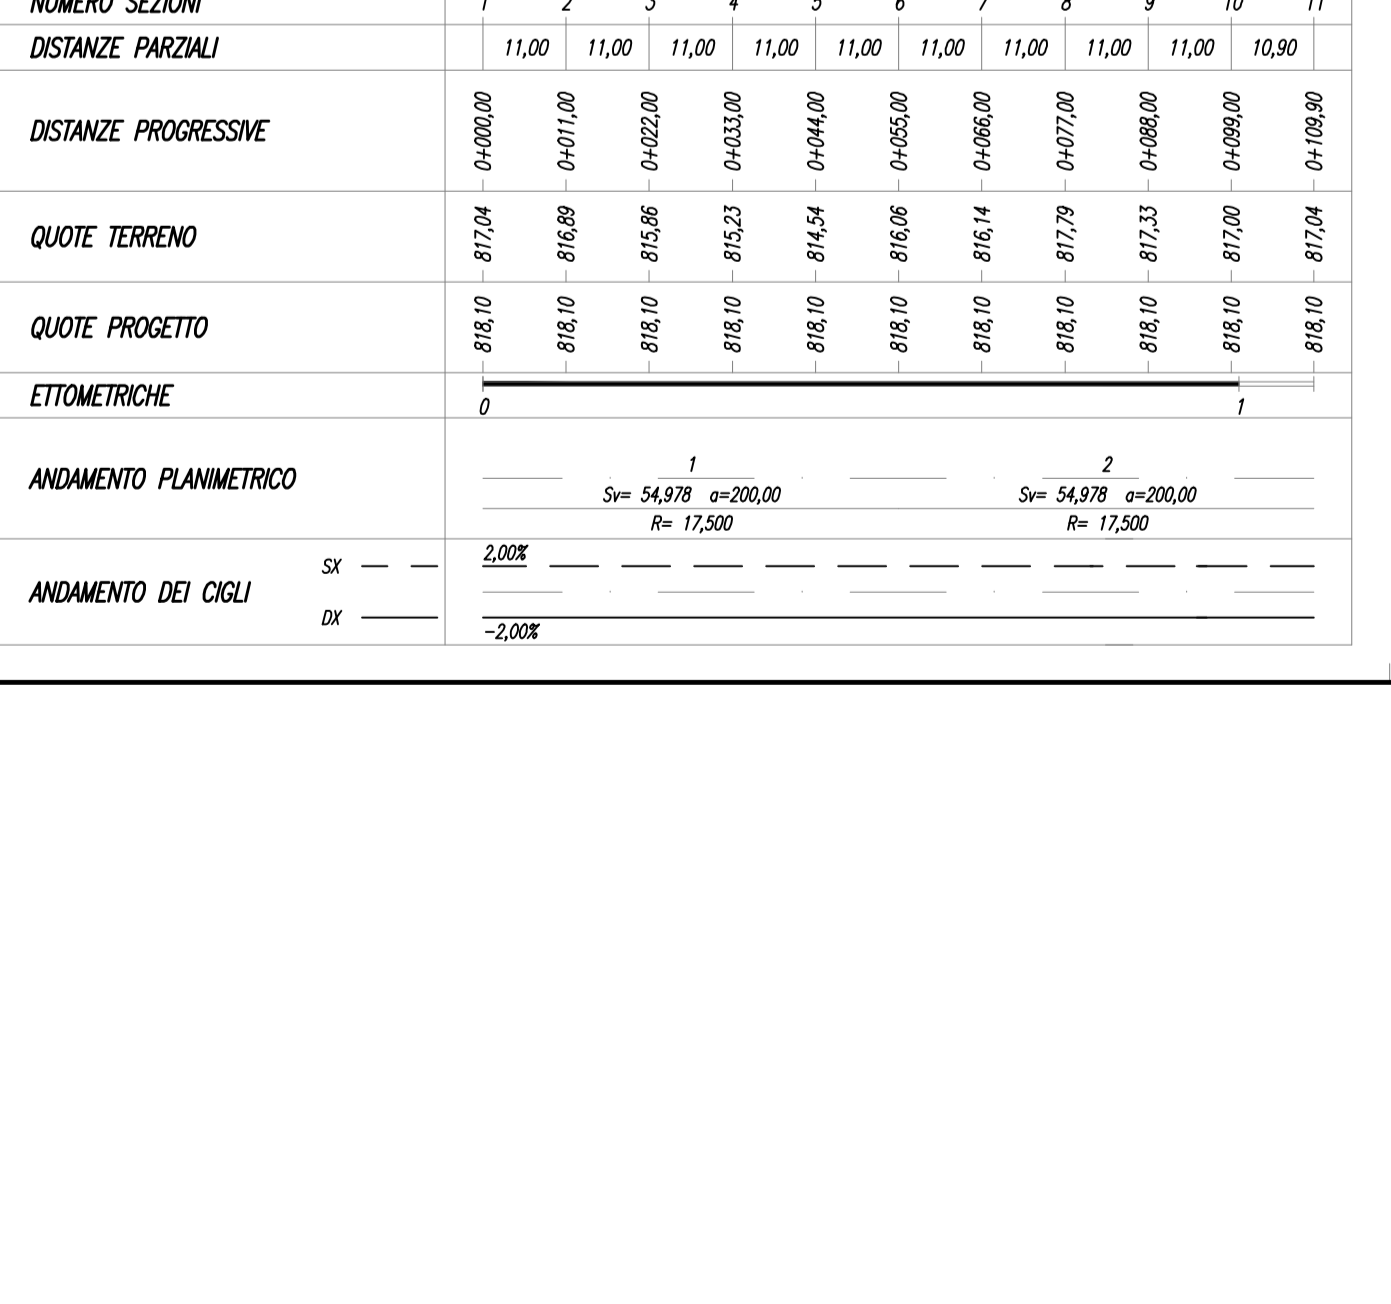 NUMERO SEZIONI 1 2 3 4 5 6 7 8 9 10 11
DISTANZE PARZIALI 11,00 11,00 11,00 11,00 11,00 11,00 11,00 11,00 11,00 10,90
DISTANZE PROGRESSIVE 0+000,00 0+011,00 0+022,00 0+033,00 0+044,00 0+055,00 0+066,00 0+077,00 0+088,00 0+099,00 0+109,90
QUOTE TERRENO 817,04 816,89 815,86 815,23 814,54 816,06 816,14 817,79 817,33 817,00 817,04
QUOTE PROGETTO 818,10 818,10 818,10 818,10 818,10 818,10 818,10 818,10 818,10 818,10 818,10
ETTOMETRICHE 0 1
ANDAMENTO PLANIMETRICO
1 2
Sv= 54,978 a=200,00 Sv= 54,978 a=200,00
R= 17,500 R= 17,500
ANDAMENTO DEI CIGLI
SX 2,00%
DX -2,00%